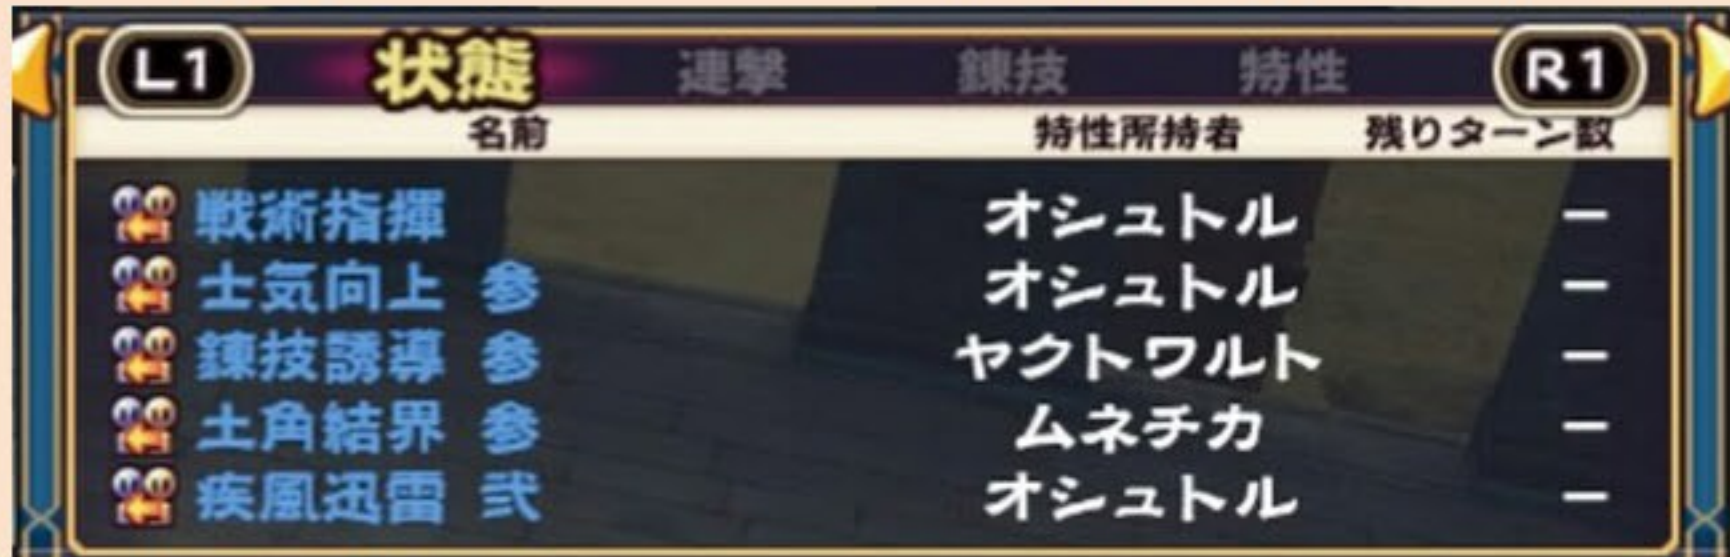 L1 状態 連撃 錬技 特性 R1
名前 特性所持者 残りターン数
戦術指揮 オシュトル ー
士気向上 参 オシュトル ー
錬技誘導 参 ヤクトワルト ー
土角結界 参 ムネチカ ー
疾風迅雷 弐 オシュトル ー